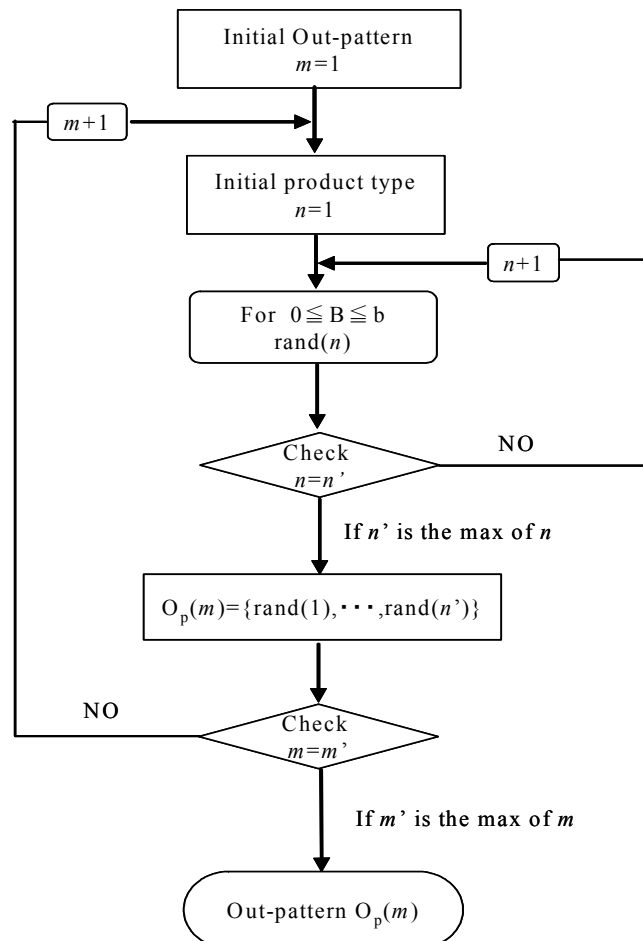 Initial Out-pattern
m=1
m+1
Initial product type
n=1
n+1
For 0≦B≦b
rand(n)
Check
n=n’
NO
If n’ is the max of n
Oₚ(m)={rand(1),･･･,rand(n’)}
NO
Check
m=m’
If m’ is the max of m
Out-pattern Oₚ(m)